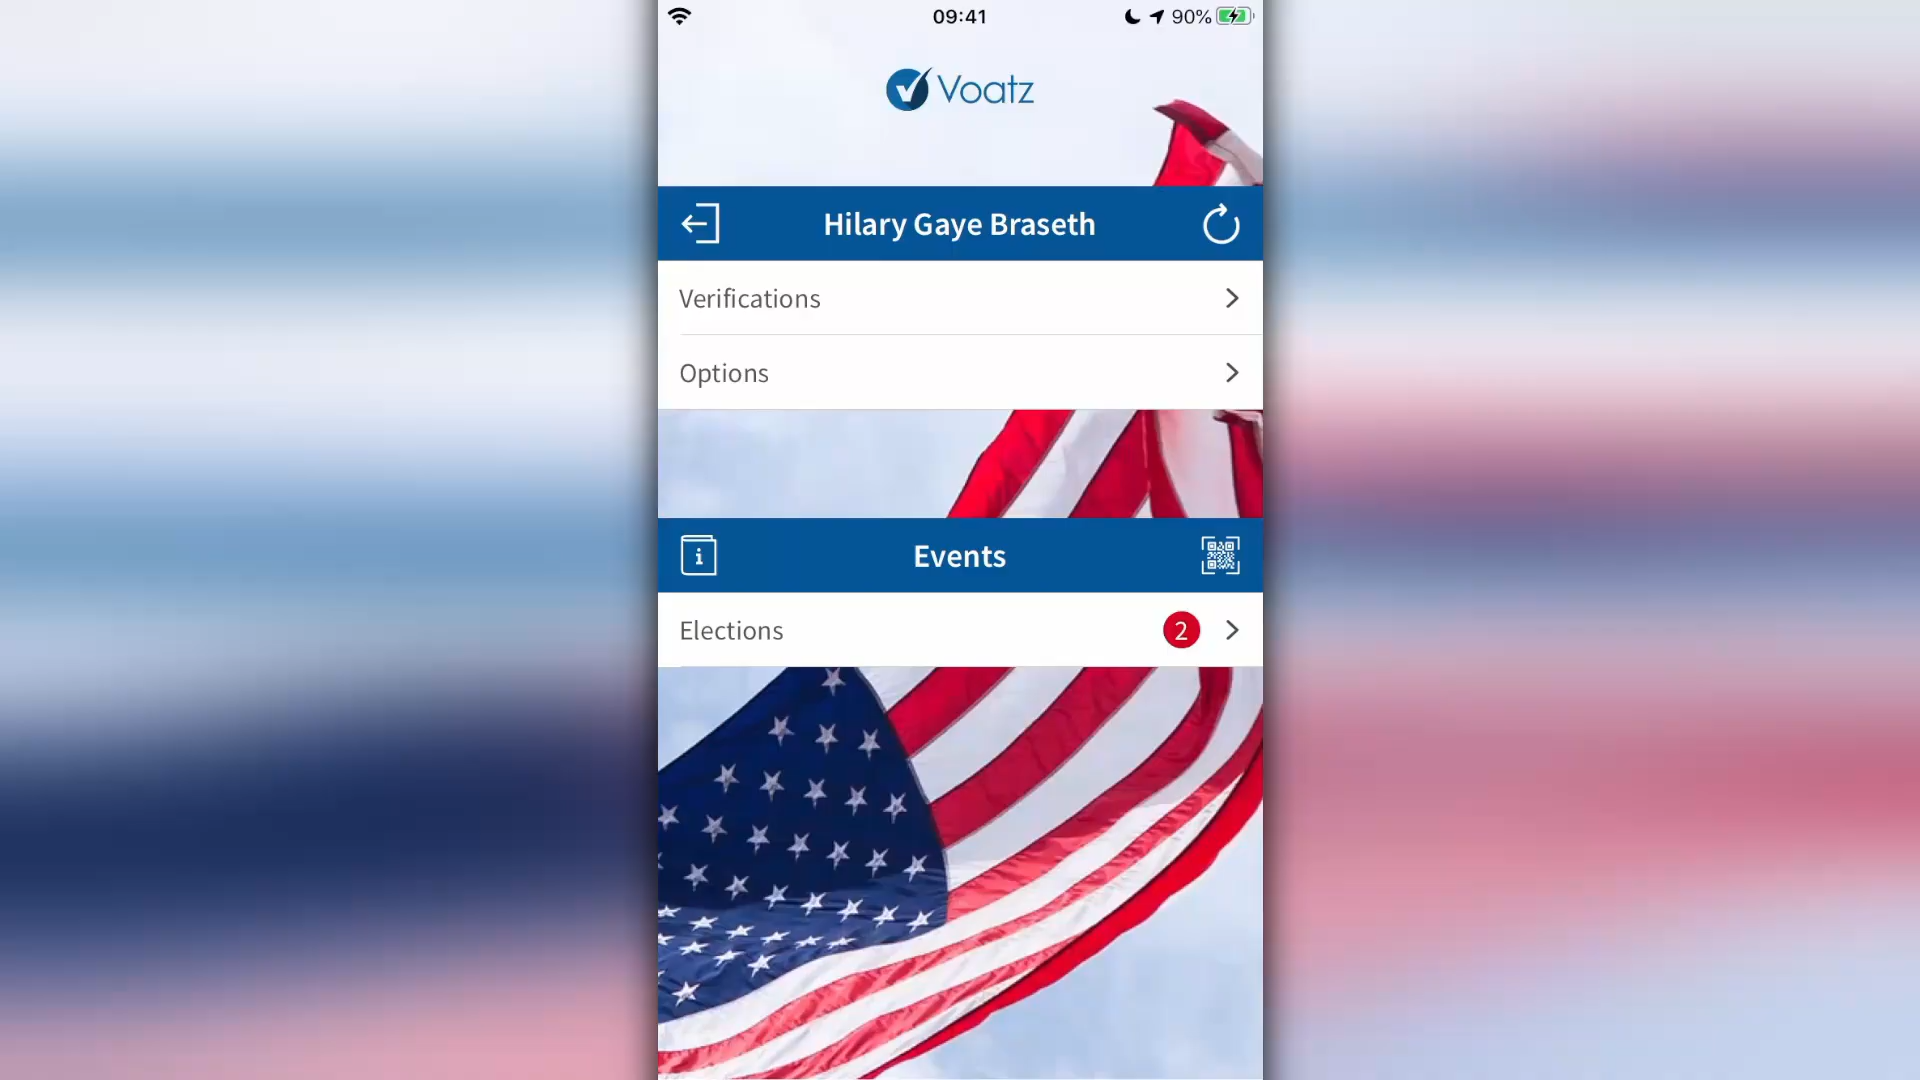 09:41
90%
Voatz
Hilary Gaye Braseth
Verifications
Options
Events
Elections
2